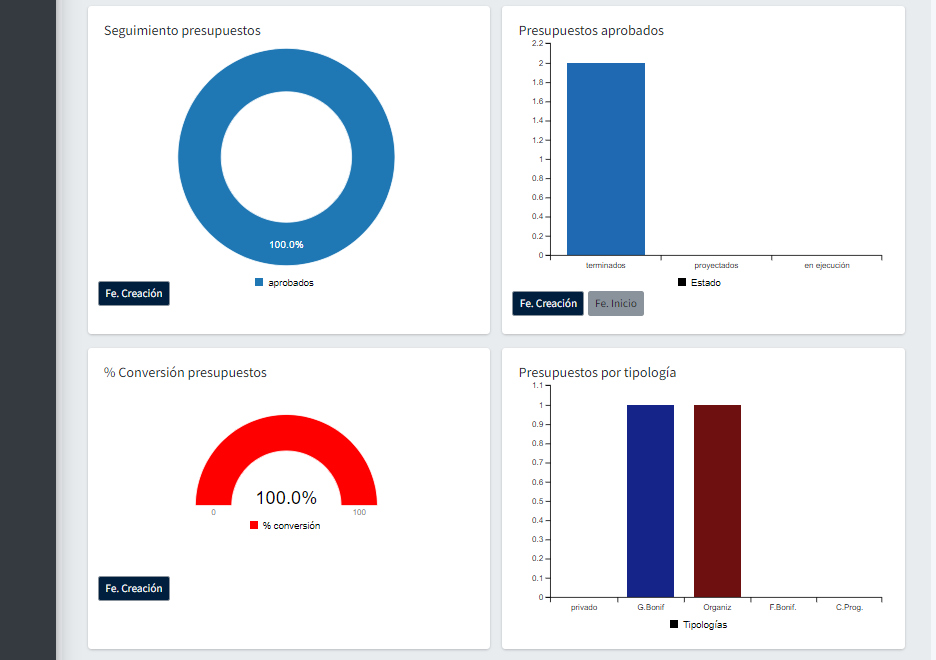 Seguimiento presupuestos
100.0%
aprobados
Fe. Creación
Presupuestos aprobados
2.2
2
1.8
1.6
1.4
1.2
1
0.8
0.6
0.4
0.2
0
terminados proyectados en ejecución
Estado
Fe. Creación Fe. Inicio
% Conversión presupuestos
100.0%
0 100
% conversión
Fe. Creación
Presupuestos por tipología
1.1
1
0.9
0.8
0.7
0.6
0.5
0.4
0.3
0.2
0.1
0
privado G.Bonif Organiz F.Bonif. C.Prog.
Tipologías